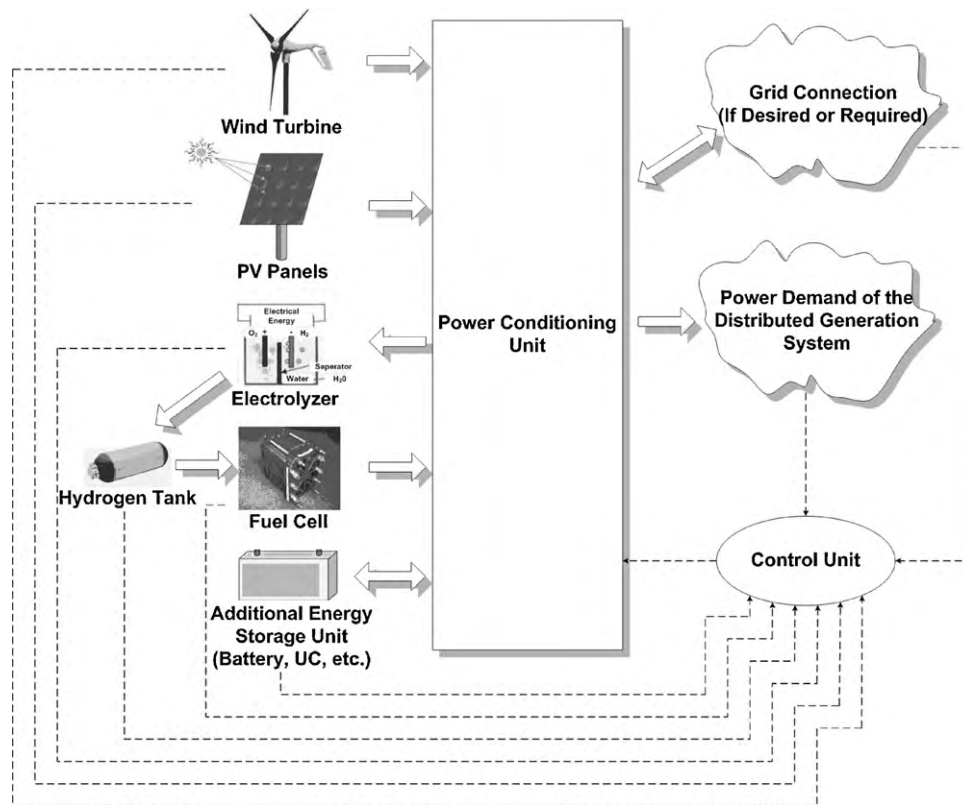 Wind Turbine
PV Panels
Electrical
Energy
O₂ + - H₂
Separator
Water H₂0
Electrolyzer
Hydrogen Tank
Fuel Cell
Additional Energy
Storage Unit
(Battery, UC, etc.)
Power Conditioning
Unit
Grid Connection
(If Desired or Required)
Power Demand of the
Distributed Generation
System
Control Unit